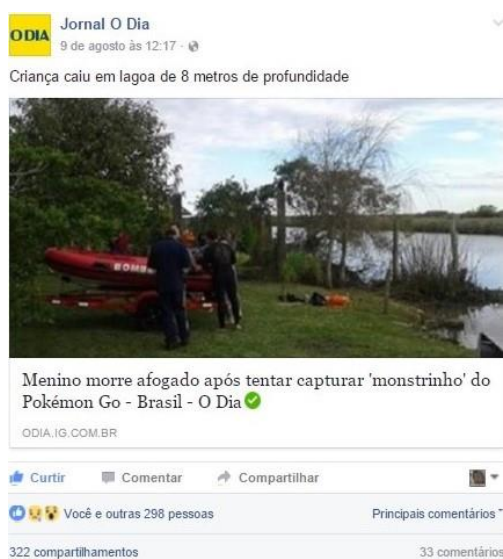 O DIA
Jornal O Dia
9 de agosto às 12:17 ·
Criança caiu em lagoa de 8 metros de profundidade
BOMB
Menino morre afogado após tentar capturar 'monstrinho' do
Pokémon Go - Brasil - O Dia
ODIA.IG.COM.BR
Curtir Comentar Compartilhar
Você e outras 298 pessoas Principais comentários
322 compartilhamentos 33 comentários